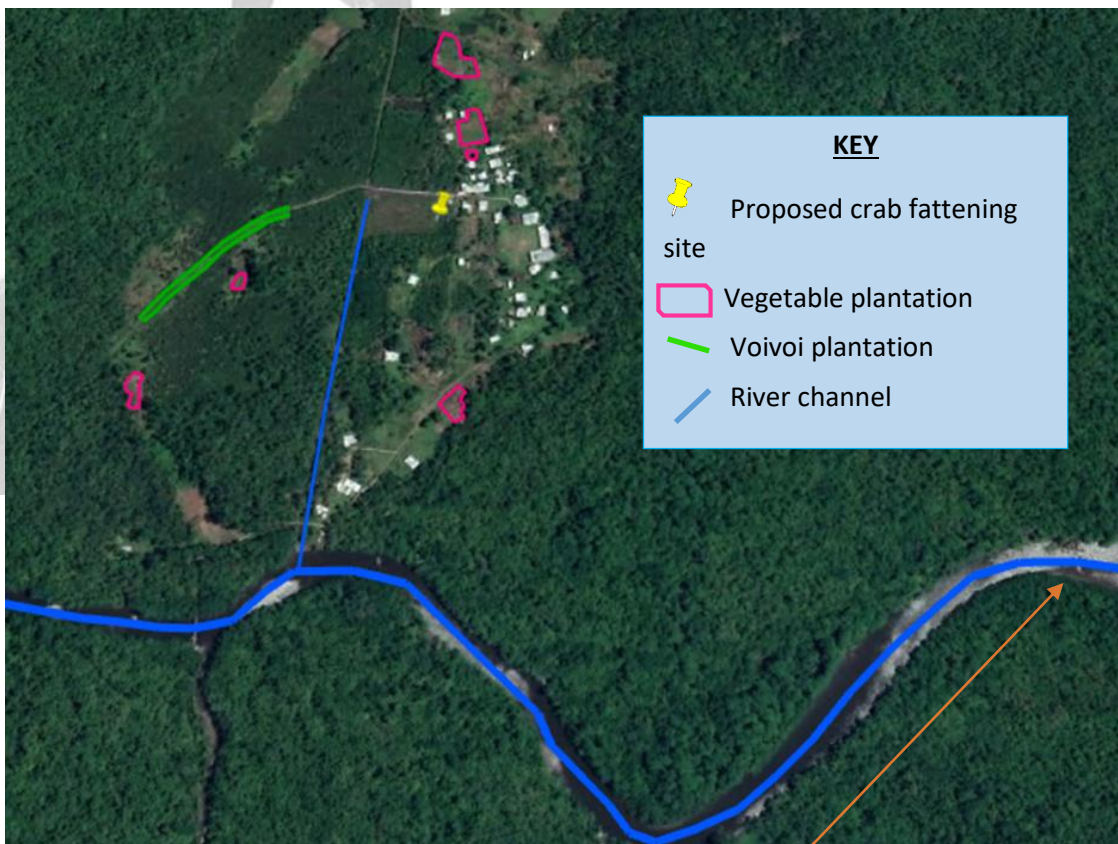 KEY
Proposed crab fattening
site
Vegetable plantation
Voivoi plantation
River channel